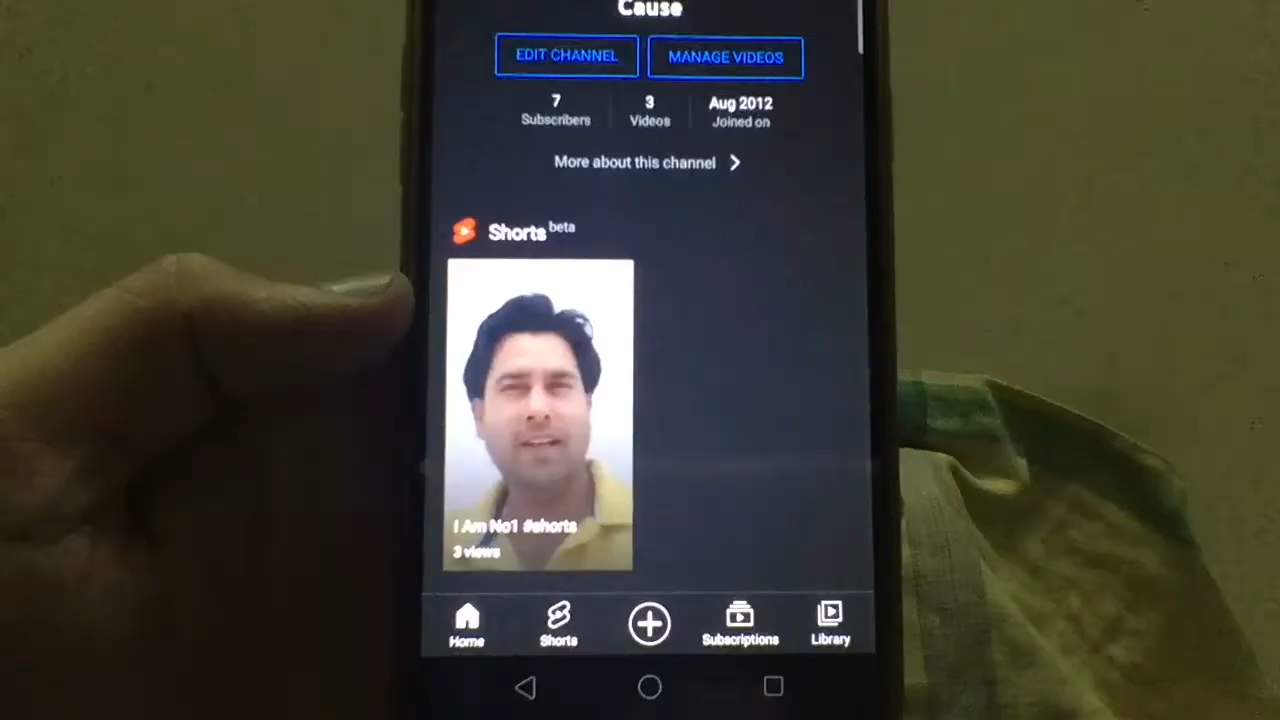 Cause
EDIT CHANNEL
MANAGE VIDEOS
7
Subscribers
3
Videos
Aug 2012
Joined on
More about this channel
Shorts beta
I Am No1 #shorts
3 views
Home
Shorts
Subscriptions
Library